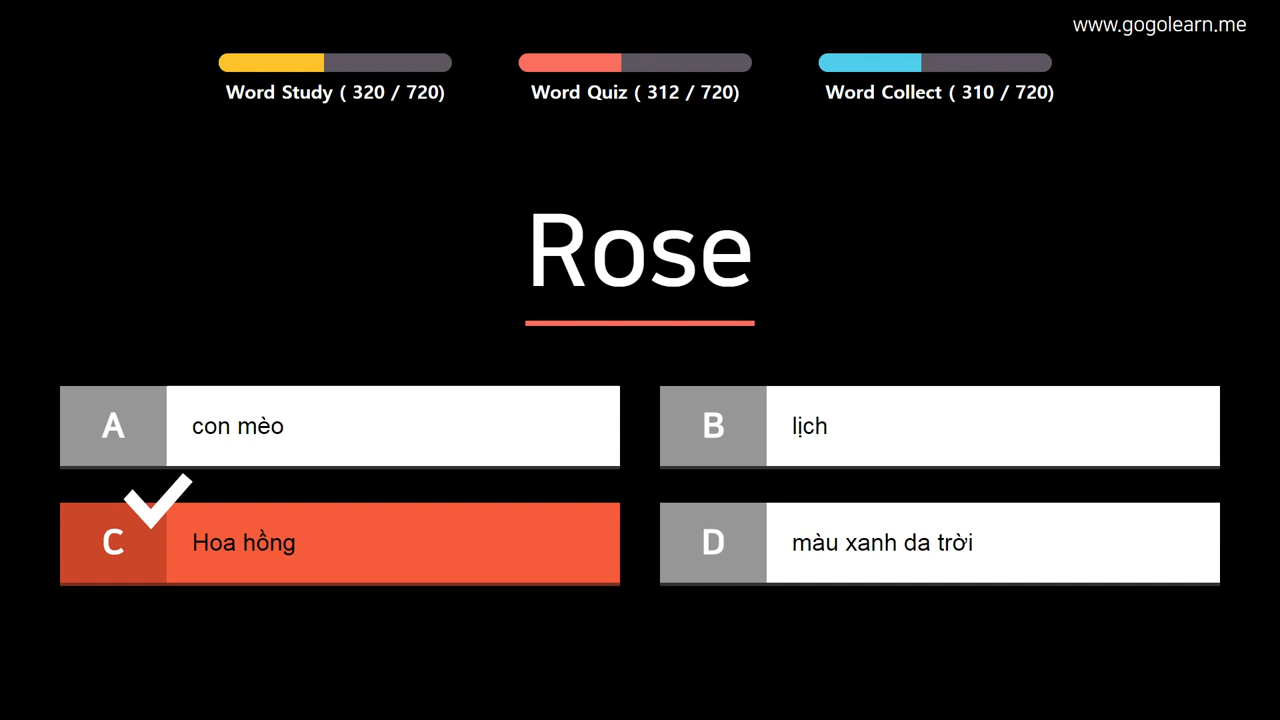 www.gogolearn.me
Word Study ( 320 / 720)
Word Quiz ( 312 / 720)
Word Collect ( 310 / 720)
Rose
A
con mèo
B
lịch
C
Hoa hồng
D
màu xanh da trời